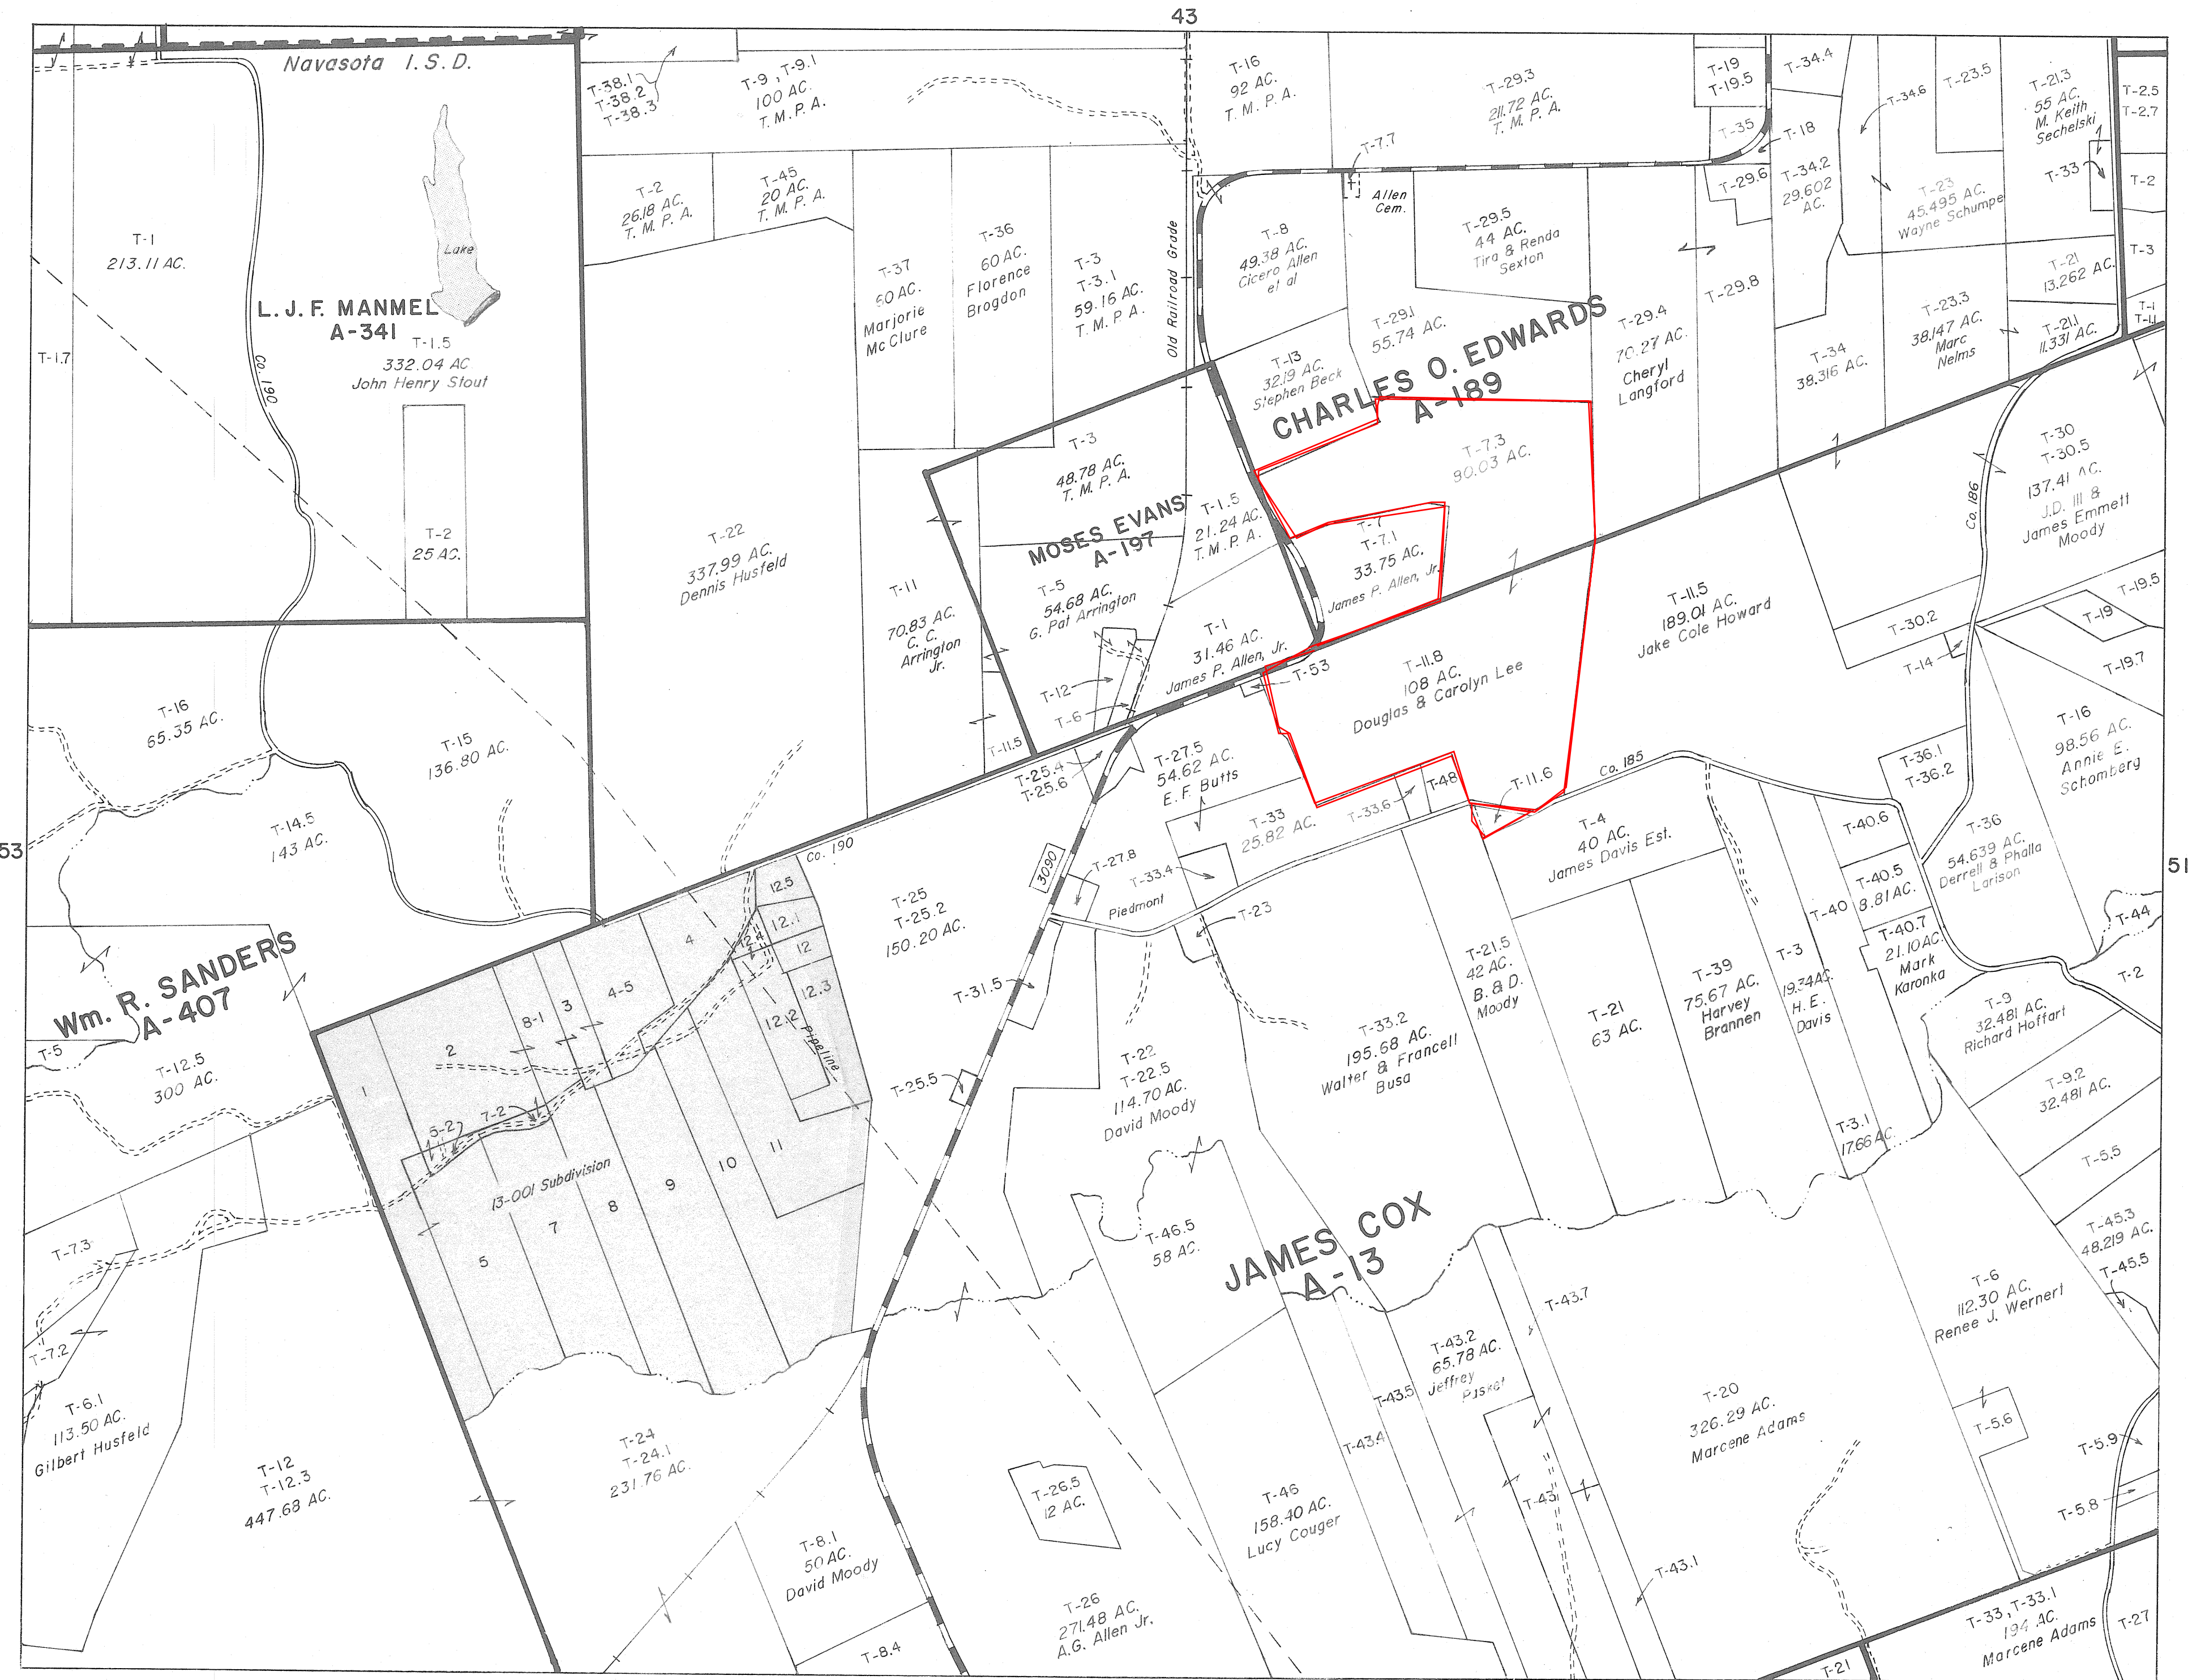 43
Navasota I.S.D.
T-1
213.11 AC.
Lake
L. J. F. MANMEL
A-341
T-1.5
332.04 AC
John Henry Stout
T-1.7
Co. 190
T-2
25 AC.
T-38.1
T-38.2
T-38.3
T-9, T-9.1
100 AC.
T. M. P. A.
T-2
26.18 AC.
T. M. P. A.
T-45
20 AC.
T. M. P. A.
T-37
60 AC.
Marjorie
McClure
T-36
60 AC.
Florence
Brogdon
T-3
T-3.1
59.16 AC.
T. M. P. A.
Old Railroad Grade
T-16
92 AC.
T. M. P. A.
T-29.3
211.72 AC.
T. M. P. A.
T-7.7
Allen
Cem.
T-8
49.38 AC.
Cicero Allen
et al
T-29.5
44 AC.
Tira & Renda
Sexton
T-13
32.19 AC.
Stephen Beck
T-29.1
55.74 AC.
CHARLES O. EDWARDS
A-189
T-29.4
70.27 AC.
Cheryl
Langford
T-29.8
T-29.6
T-19
T-19.5
T-35
T-18
T-34.4
T-34.2
29.602
AC.
T-34.6
T-23.5
T-21.3
55 AC.
M. Keith
Sechelski
T-33
T-2.5
T-2.7
T-2
T-3
T-1
T-1.1
T-23
45.495 AC.
Wayne Schumpe
T-21
13.262 AC.
T-21.1
11.331 AC.
T-23.3
38.147 AC.
Marc
Nelms
T-34
38.316 AC.
T-22
337.99 AC.
Dennis Husfeld
T-11
70.83 AC.
C. C.
Arrington
Jr.
T-11.5
T-3
48.78 AC.
T. M. P. A.
MOSES EVANS
A-197
T-1.5
21.24 AC.
T. M. P. A.
T-5
54.68 AC.
G. Pat Arrington
T-12
T-6
T-1
31.46 AC.
James P. Allen, Jr.
T-7.3
90.03 AC.
T-7
T-7.1
33.75 AC.
James P. Allen, Jr.
T-53
T-11.8
108 AC.
Douglas & Carolyn Lee
T-11.5
189.01 AC.
Jake Cole Howard
T-30
T-30.5
137.41 AC.
J.D. III &
James Emmett
Moody
Co. 186
T-30.2
T-14
T-19.5
T-19
T-19.7
T-16
98.56 AC.
Annie E.
Schomberg
T-36.1
T-36.2
T-36
54.639 AC.
Derrell & Phalla
Larison
T-44
T-2
T-16
65.35 AC.
T-15
136.80 AC.
T-14.5
143 AC.
53
51
Wm. R. SANDERS
A-407
T-5
T-12.5
300 AC.
T-7.3
T-7.2
T-6.1
113.50 AC.
Gilbert Husfeld
T-12
T-12.3
447.68 AC.
Co. 190
T-25.4
T-25.6
T-27.5
54.62 AC.
E. F. Butts
3090
T-27.8
T-33.4
Piedmont
T-33
25.82 AC.
T-33.6
T-48
T-11.6
Co. 185
T-23
T-25
T-25.2
150.20 AC.
T-31.5
T-25.5
12.5
12.1
12.4
12
12.3
12.2
Pipeline
1
2
8-1
3
4-5
4
5-2
7-2
13-001 Subdivision
5
7
8
9
10
11
T-22
T-22.5
114.70 AC.
David Moody
T-33.2
195.68 AC.
Walter & Francell
Busa
T-21.5
42 AC.
B. & D.
Moody
T-4
40 AC.
James Davis Est.
T-21
63 AC.
T-39
75.67 AC.
Harvey
Brannen
T-3
19.34 AC.
H. E.
Davis
T-3.1
17.66 AC.
T-40
T-40.6
T-40.5
8.81 AC.
T-40.7
21.10 AC.
Mark
Karonka
T-9
32.481 AC.
Richard Hoffart
T-9.2
32.481 AC.
T-5.5
T-45.3
48.219 AC.
T-45.5
T-6
112.30 AC.
Renee J. Wernert
T-46.5
58 AC.
JAMES COX
A-13
T-43.7
T-43.2
65.78 AC.
Jeffrey
T-43.5
T-43.4
T-43
T-43.1
T-20
326.29 AC.
Marcene Adams
T-5.6
T-5.9
T-5.8
T-24
T-24.1
231.76 AC.
T-8.1
50 AC.
David Moody
T-8.4
T-26.5
12 AC.
T-26
271.48 AC.
A.G. Allen Jr.
T-46
158.40 AC.
Lucy Couger
T-33, T-33.1
194 AC.
Marcene Adams
T-27
T-21